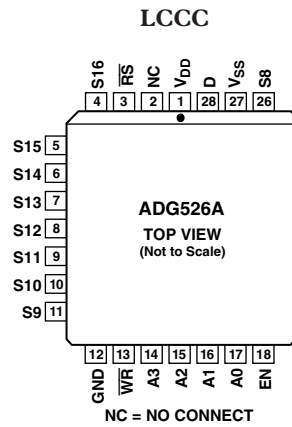 LCCC
S16 R̅S̅ NC VDD D VSS S8
4 3 2 1 28 27 26
S15 5
S14 6
S13 7
S12 8
S11 9
S10 10
S9 11
ADG526A
TOP VIEW
(Not to Scale)
12 13 14 15 16 17 18
GND W̅R̅ A3 A2 A1 A0 EN
NC = NO CONNECT